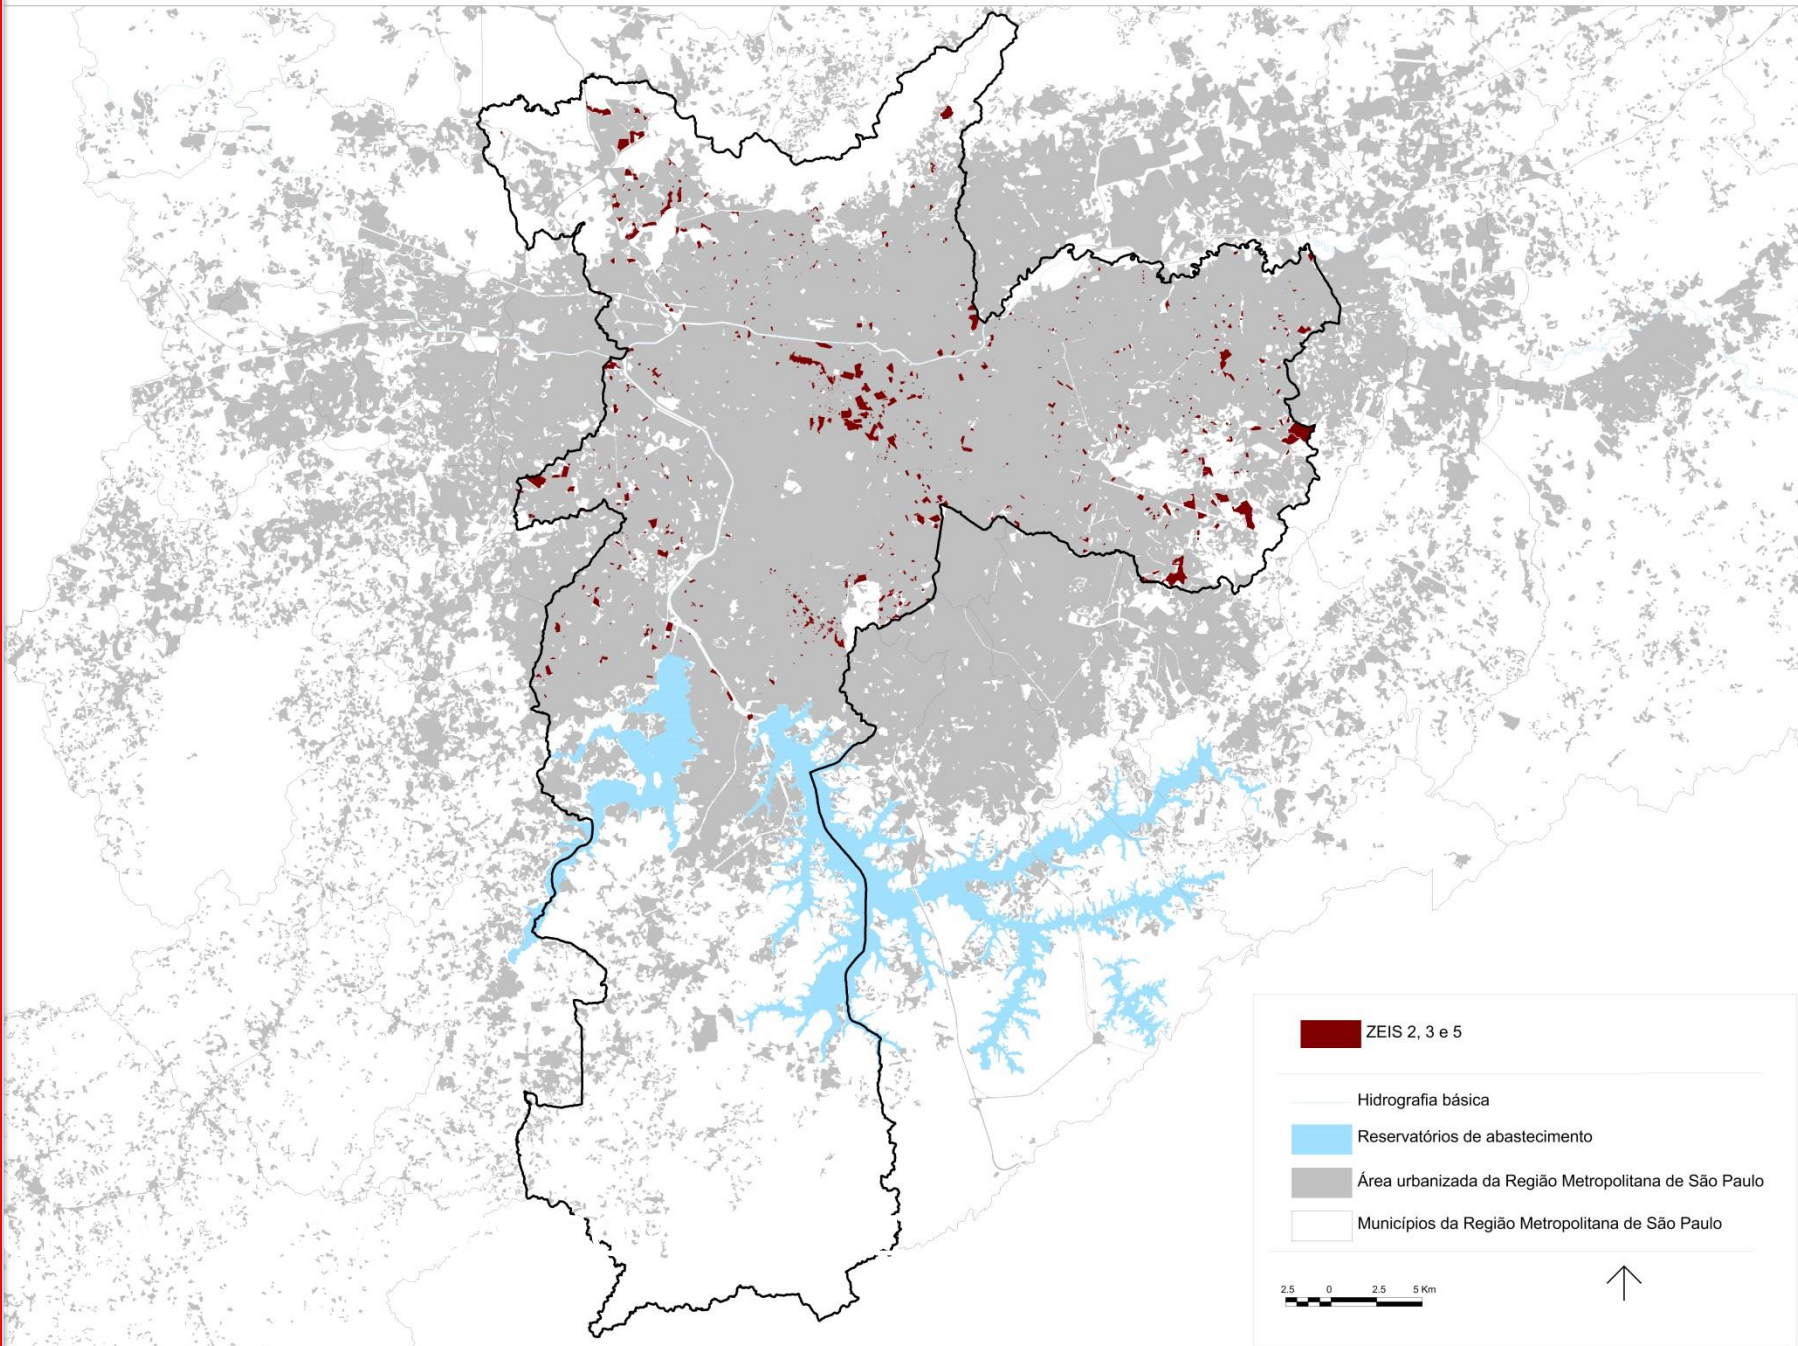 ZEIS 2, 3 e 5
Hidrografia básica
Reservatórios de abastecimento
Área urbanizada da Região Metropolitana de São Paulo
Municípios da Região Metropolitana de São Paulo
2.5 0 2.5 5 Km